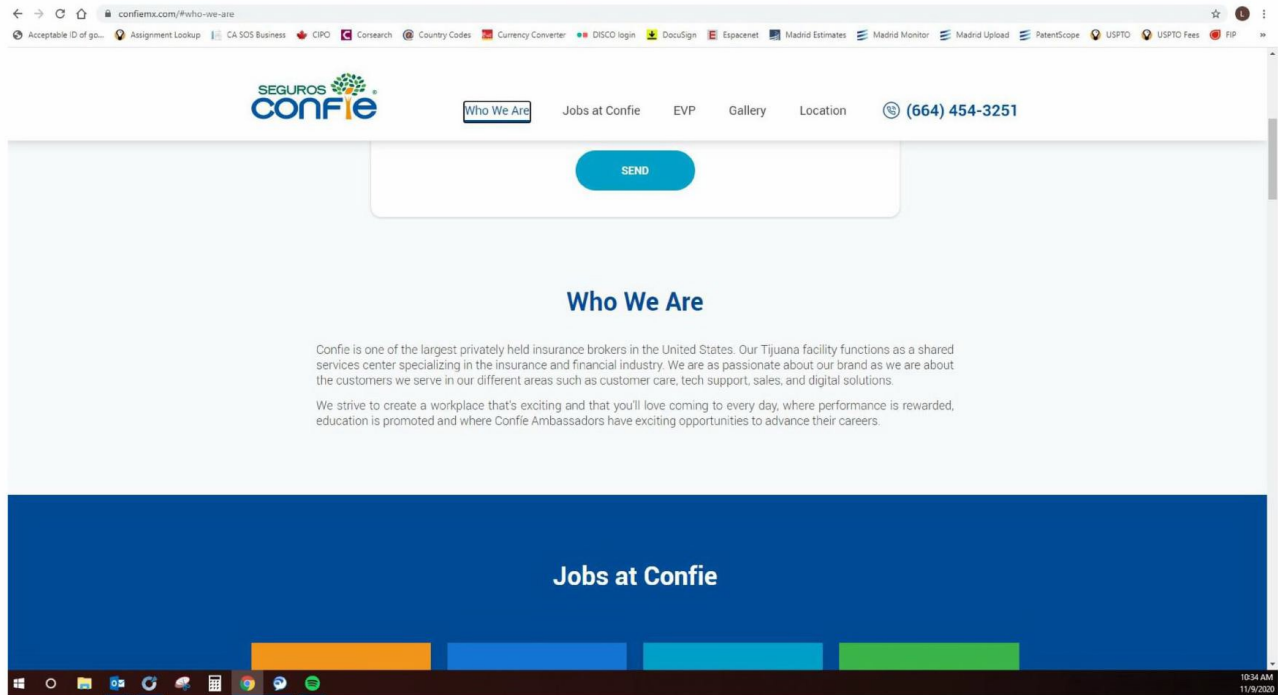 confiemx.com/#who-we-are
L
Acceptable ID of go... Assignment Lookup CA SOS Business CIPO Corsearch Country Codes Currency Converter DISCO login DocuSign Espacenet Madrid Estimates Madrid Monitor Madrid Upload PatentScope USPTO USPTO Fees FIP »
SEGUROS
CONFIE
Who We Are Jobs at Confie EVP Gallery Location (664) 454-3251
SEND
Who We Are
Confie is one of the largest privately held insurance brokers in the United States. Our Tijuana facility functions as a shared
services center specializing in the insurance and financial industry. We are as passionate about our brand as we are about
the customers we serve in our different areas such as customer care, tech support, sales, and digital solutions.
We strive to create a workplace that's exciting and that you'll love coming to every day, where performance is rewarded,
education is promoted and where Confíe Ambassadors have exciting opportunities to advance their careers.
Jobs at Confie
10:34 AM
11/9/2020